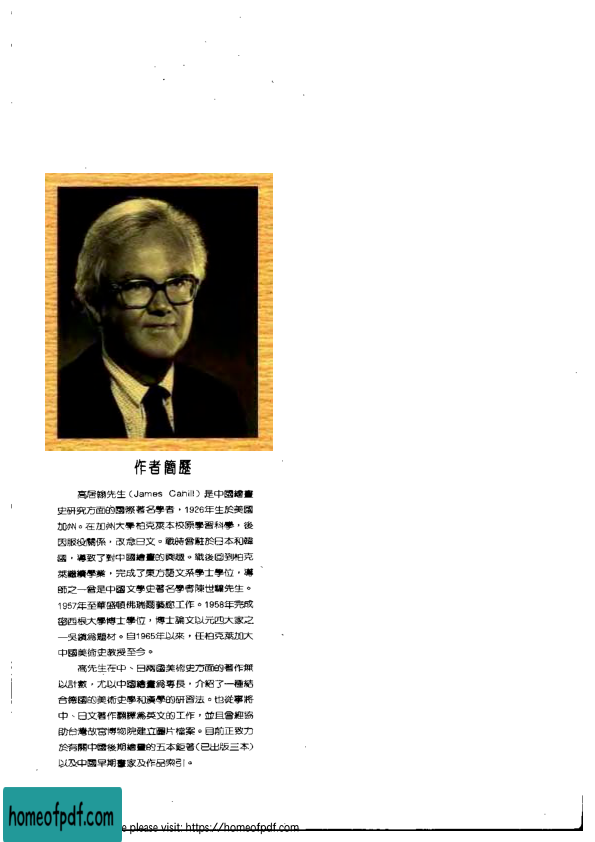 作者簡歷
高居翰先生（James Cahill）是中國繪畫
史研究方面的國際著名學者，1926年生於美國
加州。在加州大學柏克萊本校原學習科學，後
因服役關係，改念日文。戰時曾駐於日本和韓
國，導致了對中國繪畫的興趣。戰後回到柏克
萊繼續學業，完成了東方語文系學士學位，導
師之一曾是中國文學史著名學者陳世驤先生。
1957年至華盛頓佛瑞爾藝廊工作。1958年完成
密西根大學博士學位，博士論文以元四大家之
一吳鎮為題材。自1965年以來，任柏克萊加大
中國美術史教授至今。
高先生在中、日兩國美術史方面的著作無
以計數，尤以中國繪畫為專長，介紹了一種結
合德國的美術史學和漢學的研習法。也從事將
中、日文著作翻譯為英文的工作，並且曾經協
助台灣故宮博物院建立圖片檔案。目前正致力
於有關中國後期繪畫的五本鉅著（已出版三本）
以及中國早期畫家及作品索引。
homeofpdf.com
e please visit: https://homeofpdf.com